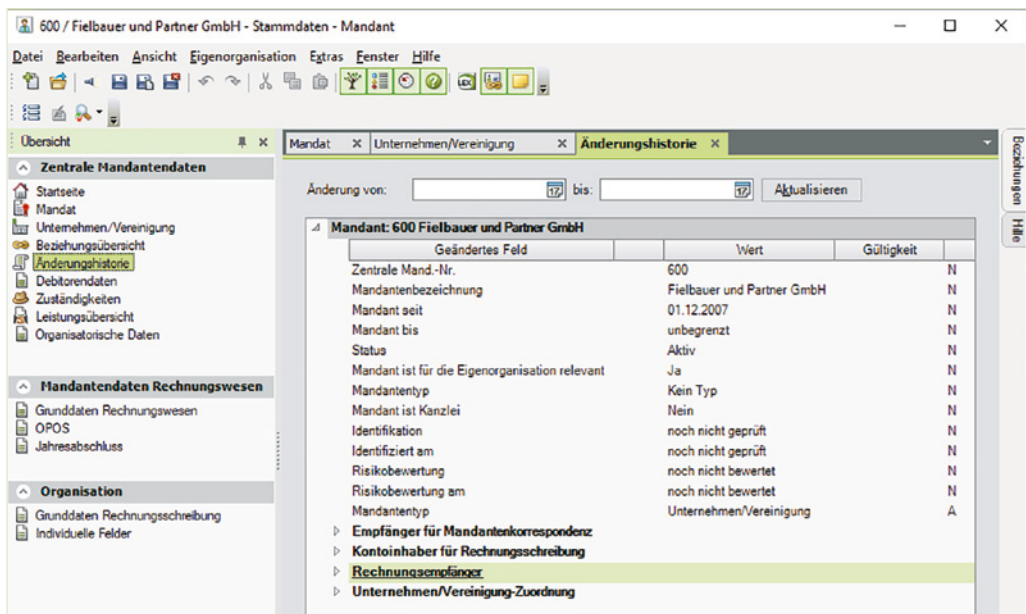 600 / Fielbauer und Partner GmbH - Stammdaten - Mandant
Datei Bearbeiten Ansicht Eigenorganisation Extras Fenster Hilfe
LEX
Übersicht
Zentrale Mandantendaten
Startseite
Mandat
Unternehmen/Vereinigung
Beziehungsübersicht
Änderungshistorie
Debitorendaten
Zuständigkeiten
Leistungsübersicht
Organisatorische Daten
Mandantendaten Rechnungswesen
Grunddaten Rechnungswesen
OPOS
Jahresabschluss
Organisation
Grunddaten Rechnungsschreibung
Individuelle Felder
Mandat Unternehmen/Vereinigung Änderungshistorie
Änderung von: 17 bis: 17 Aktualisieren
Mandant: 600 Fielbauer und Partner GmbH
Geändertes Feld Wert Gültigkeit
Zentrale Mand.-Nr. 600 N
Mandantenbezeichnung Fielbauer und Partner GmbH N
Mandant seit 01.12.2007 N
Mandant bis unbegrenzt N
Status Aktiv N
Mandant ist für die Eigenorganisation relevant Ja N
Mandantentyp Kein Typ N
Mandant ist Kanzlei Nein N
Identifikation noch nicht geprüft N
Identifiziert am noch nicht geprüft N
Risikobewertung noch nicht bewertet N
Risikobewertung am noch nicht bewertet N
Mandantentyp Unternehmen/Vereinigung A
Empfänger für Mandantenkorrespondenz
Kontoinhaber für Rechnungsschreibung
Rechnungsempfänger
Unternehmen/Vereinigung-Zuordnung
Beziehungen
Hilfe